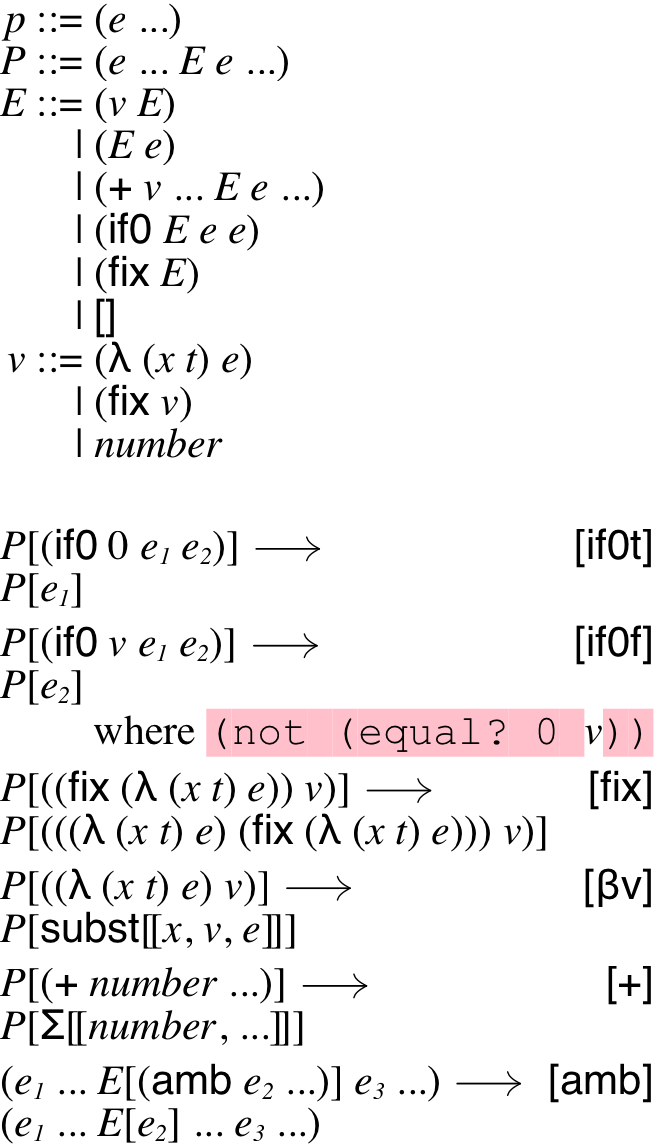 p ::= (e ...)
P ::= (e ... E e ...)
E ::= (v E)
| (E e)
| (+ v ... E e ...)
| (if0 E e e)
| (fix E)
| []
v ::= (λ (x t) e)
| (fix v)
| number
P[(if0 0 e₁ e₂)] ⟶ [if0t]
P[e₁]
P[(if0 v e₁ e₂)] ⟶ [if0f]
P[e₂]
where (not (equal? 0 v))
P[((fix (λ (x t) e)) v)] ⟶ [fix]
P[(((λ (x t) e) (fix (λ (x t) e))) v)]
P[((λ (x t) e) v)] ⟶ [βv]
P[subst⟦x, v, e⟧]
P[(+ number ...)] ⟶ [+]
P[Σ⟦number, ...⟧]
(e₁ ... E[(amb e₂ ...)] e₃ ...) ⟶ [amb]
(e₁ ... E[e₂] ... e₃ ...)